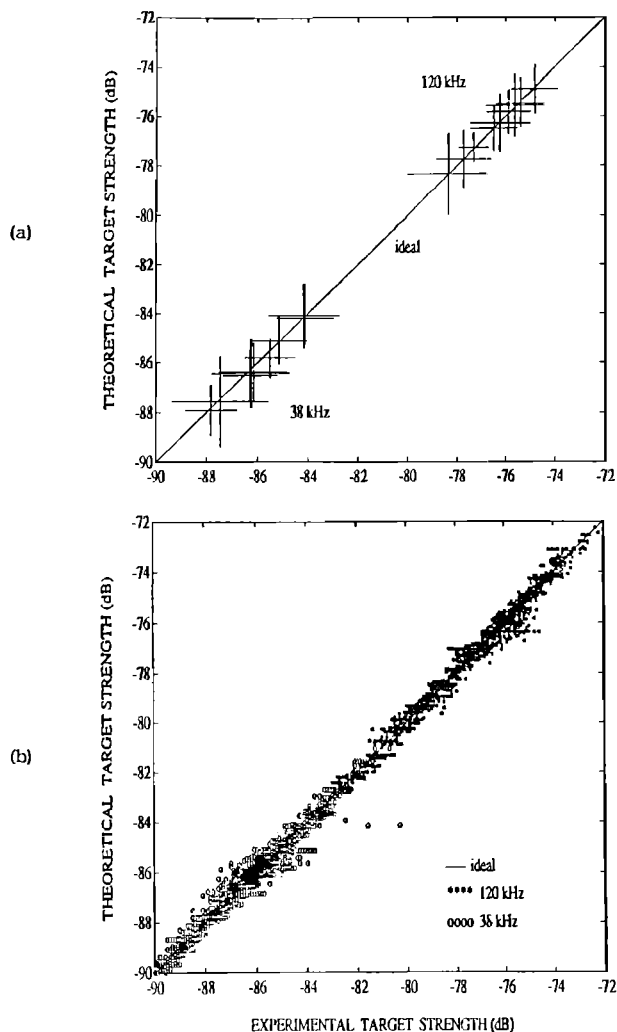 (a)
THEORETICAL TARGET STRENGTH (dB)
-72
-74
-76
-78
-80
-82
-84
-86
-88
-90
120 kHz
ideal
38 kHz
-90 -88 -86 -84 -82 -80 -78 -76 -74 -72
(b)
THEORETICAL TARGET STRENGTH (dB)
-72
-74
-76
-78
-80
-82
-84
-86
-88
-90
ideal
120 kHz
38 kHz
-90 -88 -86 -84 -82 -80 -78 -76 -74 -72
EXPERIMENTAL TARGET STRENGTH (dB)